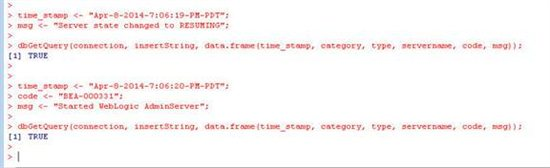 >
> time_stamp <- "Apr-8-2014-7:06:19-PM-PDT";
> msg <- "Server state changed to RESUMING";
>
> dbGetQuery(connection, insertString, data.frame(time_stamp, category, type, servername, code, msg));
[1] TRUE
>
>
> time_stamp <- "Apr-8-2014-7:06:20-PM-PDT";
> code <- "BEA-000331";
> msg <- "Started WebLogic AdminServer";
>
> dbGetQuery(connection, insertString, data.frame(time_stamp, category, type, servername, code, msg));
[1] TRUE
>
> |